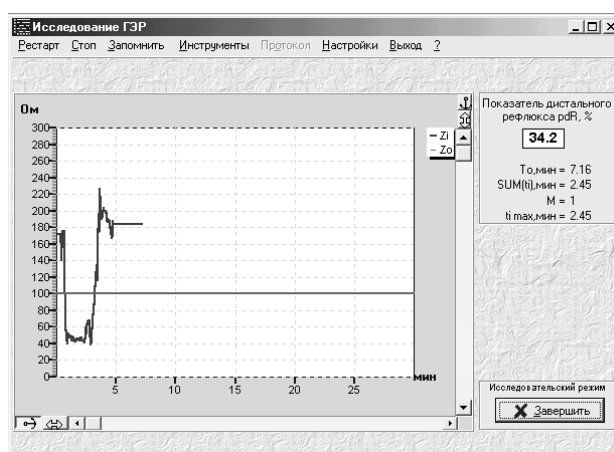 Исследование ГЭР
Рестарт Стоп Запомнить Инструменты Протокол Настройки Выход ?
Ом
300
280
260
240
220
200
180
160
140
120
100
80
60
40
20
0
5 10 15 20 25 мин
Zi
Zo
Показатель дистального
рефлюкса pdR, %
34.2
To,мин = 7.16
SUM(ti),мин = 2.45
M = 1
ti max,мин = 2.45
Исследовательский режим
Завершить